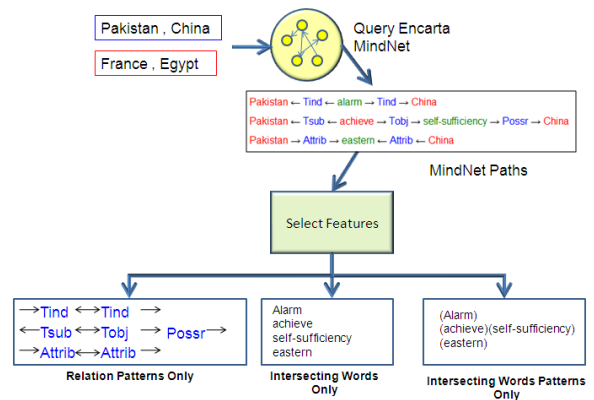 Pakistan , China
France , Egypt
Query Encarta
MindNet
Pakistan ← Tind ← alarm → Tind → China
Pakistan ← Tsub ← achieve → Tobj → self-sufficiency → Possr → China
Pakistan → Attrib → eastern ← Attrib ← China
MindNet Paths
Select Features
→Tind ↔Tind →
←Tsub ↔Tobj → Possr→
→Attrib↔Attrib →
Relation Patterns Only
Alarm
achieve
self-sufficiency
eastern
Intersecting Words
Only
(Alarm)
(achieve)(self-sufficiency)
(eastern)
Intersecting Words Patterns
Only